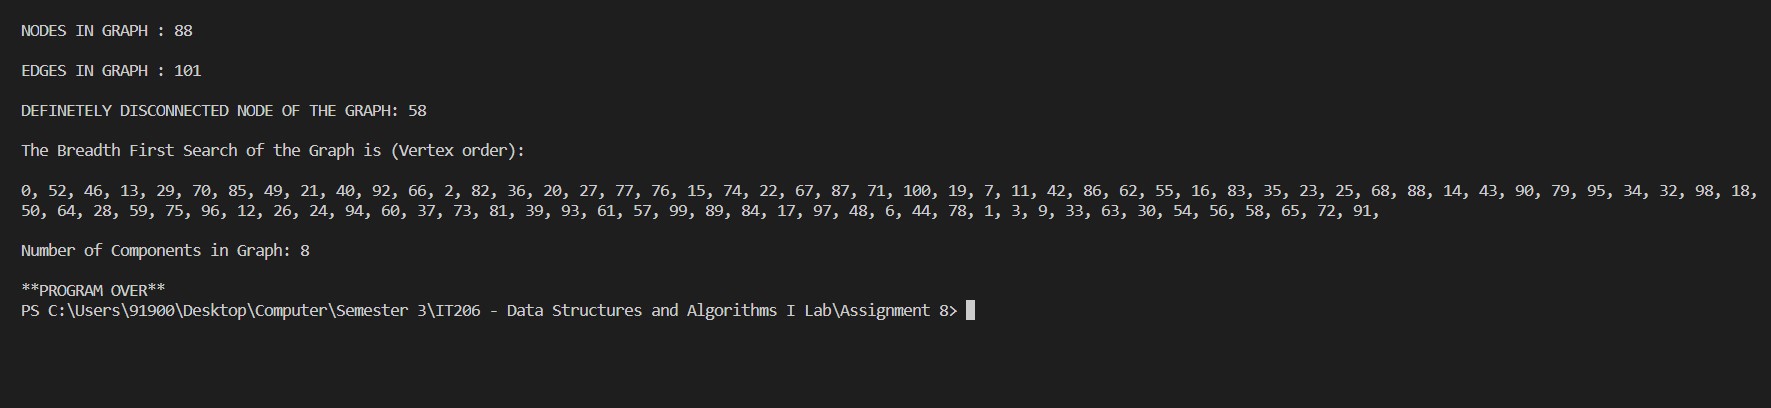 NODES IN GRAPH : 88
EDGES IN GRAPH : 101
DEFINETELY DISCONNECTED NODE OF THE GRAPH: 58
The Breadth First Search of the Graph is (Vertex order):
0, 52, 46, 13, 29, 70, 85, 49, 21, 40, 92, 66, 2, 82, 36, 20, 27, 77, 76, 15, 74, 22, 67, 87, 71, 100, 19, 7, 11, 42, 86, 62, 55, 16, 83, 35, 23, 25, 68, 88, 14, 43, 90, 79, 95, 34, 32, 98, 18,
50, 64, 28, 59, 75, 96, 12, 26, 24, 94, 60, 37, 73, 81, 39, 93, 61, 57, 99, 89, 84, 17, 97, 48, 6, 44, 78, 1, 3, 9, 33, 63, 30, 54, 56, 58, 65, 72, 91,
Number of Components in Graph: 8
**PROGRAM OVER**
PS C:\Users\91900\Desktop\Computer\Semester 3\IT206 - Data Structures and Algorithms I Lab\Assignment 8>